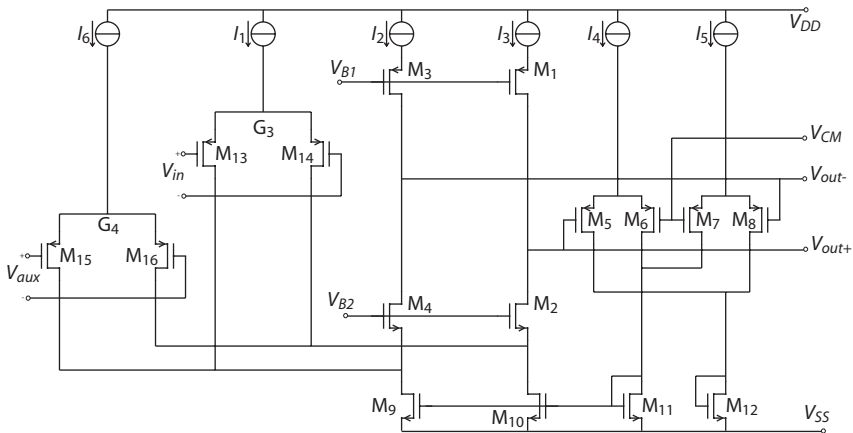 I6 I1 I2 I3 I4 I5 VDD
VB1 M3 M1
G3 VCM
M13 M14
+ Vin -
Vout-
G4 M5 M6 M7 M8
M15 M16
+ Vaux -
Vout+
VB2 M4 M2
M9 M10 M11 M12 VSS